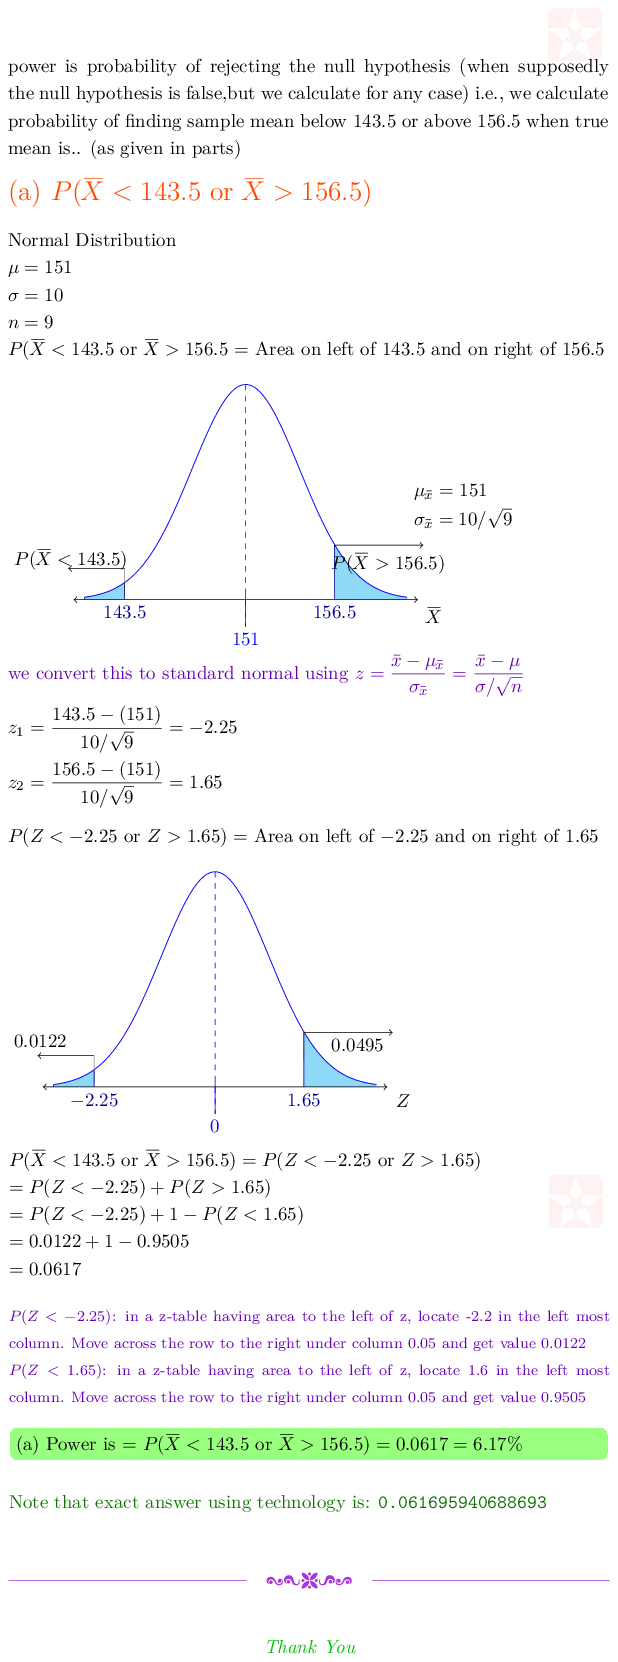 power is probability of rejecting the null hypothesis (when supposedly
the null hypothesis is false,but we calculate for any case) i.e., we calculate
probability of finding sample mean below 143.5 or above 156.5 when true
mean is.. (as given in parts)
(a) P(X̅ < 143.5 or X̅ > 156.5)
Normal Distribution
μ = 151
σ = 10
n = 9
P(X̅ < 143.5 or X̅ > 156.5 = Area on left of 143.5 and on right of 156.5
μ_x̄ = 151
σ_x̄ = 10/√9
P(X̅ < 143.5)
P(X̅ > 156.5)
143.5
156.5
X̅
151
we convert this to standard normal using z = (x̄ − μ_x̄)/σ_x̄ = (x̄ − μ)/(σ/√n)
z₁ = (143.5 − (151))/(10/√9) = −2.25
z₂ = (156.5 − (151))/(10/√9) = 1.65
P(Z < −2.25 or Z > 1.65) = Area on left of −2.25 and on right of 1.65
0.0122
0.0495
−2.25
1.65
Z
0
P(X̅ < 143.5 or X̅ > 156.5) = P(Z < −2.25 or Z > 1.65)
= P(Z < −2.25) + P(Z > 1.65)
= P(Z < −2.25) + 1 − P(Z < 1.65)
= 0.0122 + 1 − 0.9505
= 0.0617
P(Z < −2.25): in a z-table having area to the left of z, locate -2.2 in the left most
column. Move across the row to the right under column 0.05 and get value 0.0122
P(Z < 1.65): in a z-table having area to the left of z, locate 1.6 in the left most
column. Move across the row to the right under column 0.05 and get value 0.9505
(a) Power is = P(X̅ < 143.5 or X̅ > 156.5) = 0.0617 = 6.17%
Note that exact answer using technology is: 0.061695940688693
Thank You